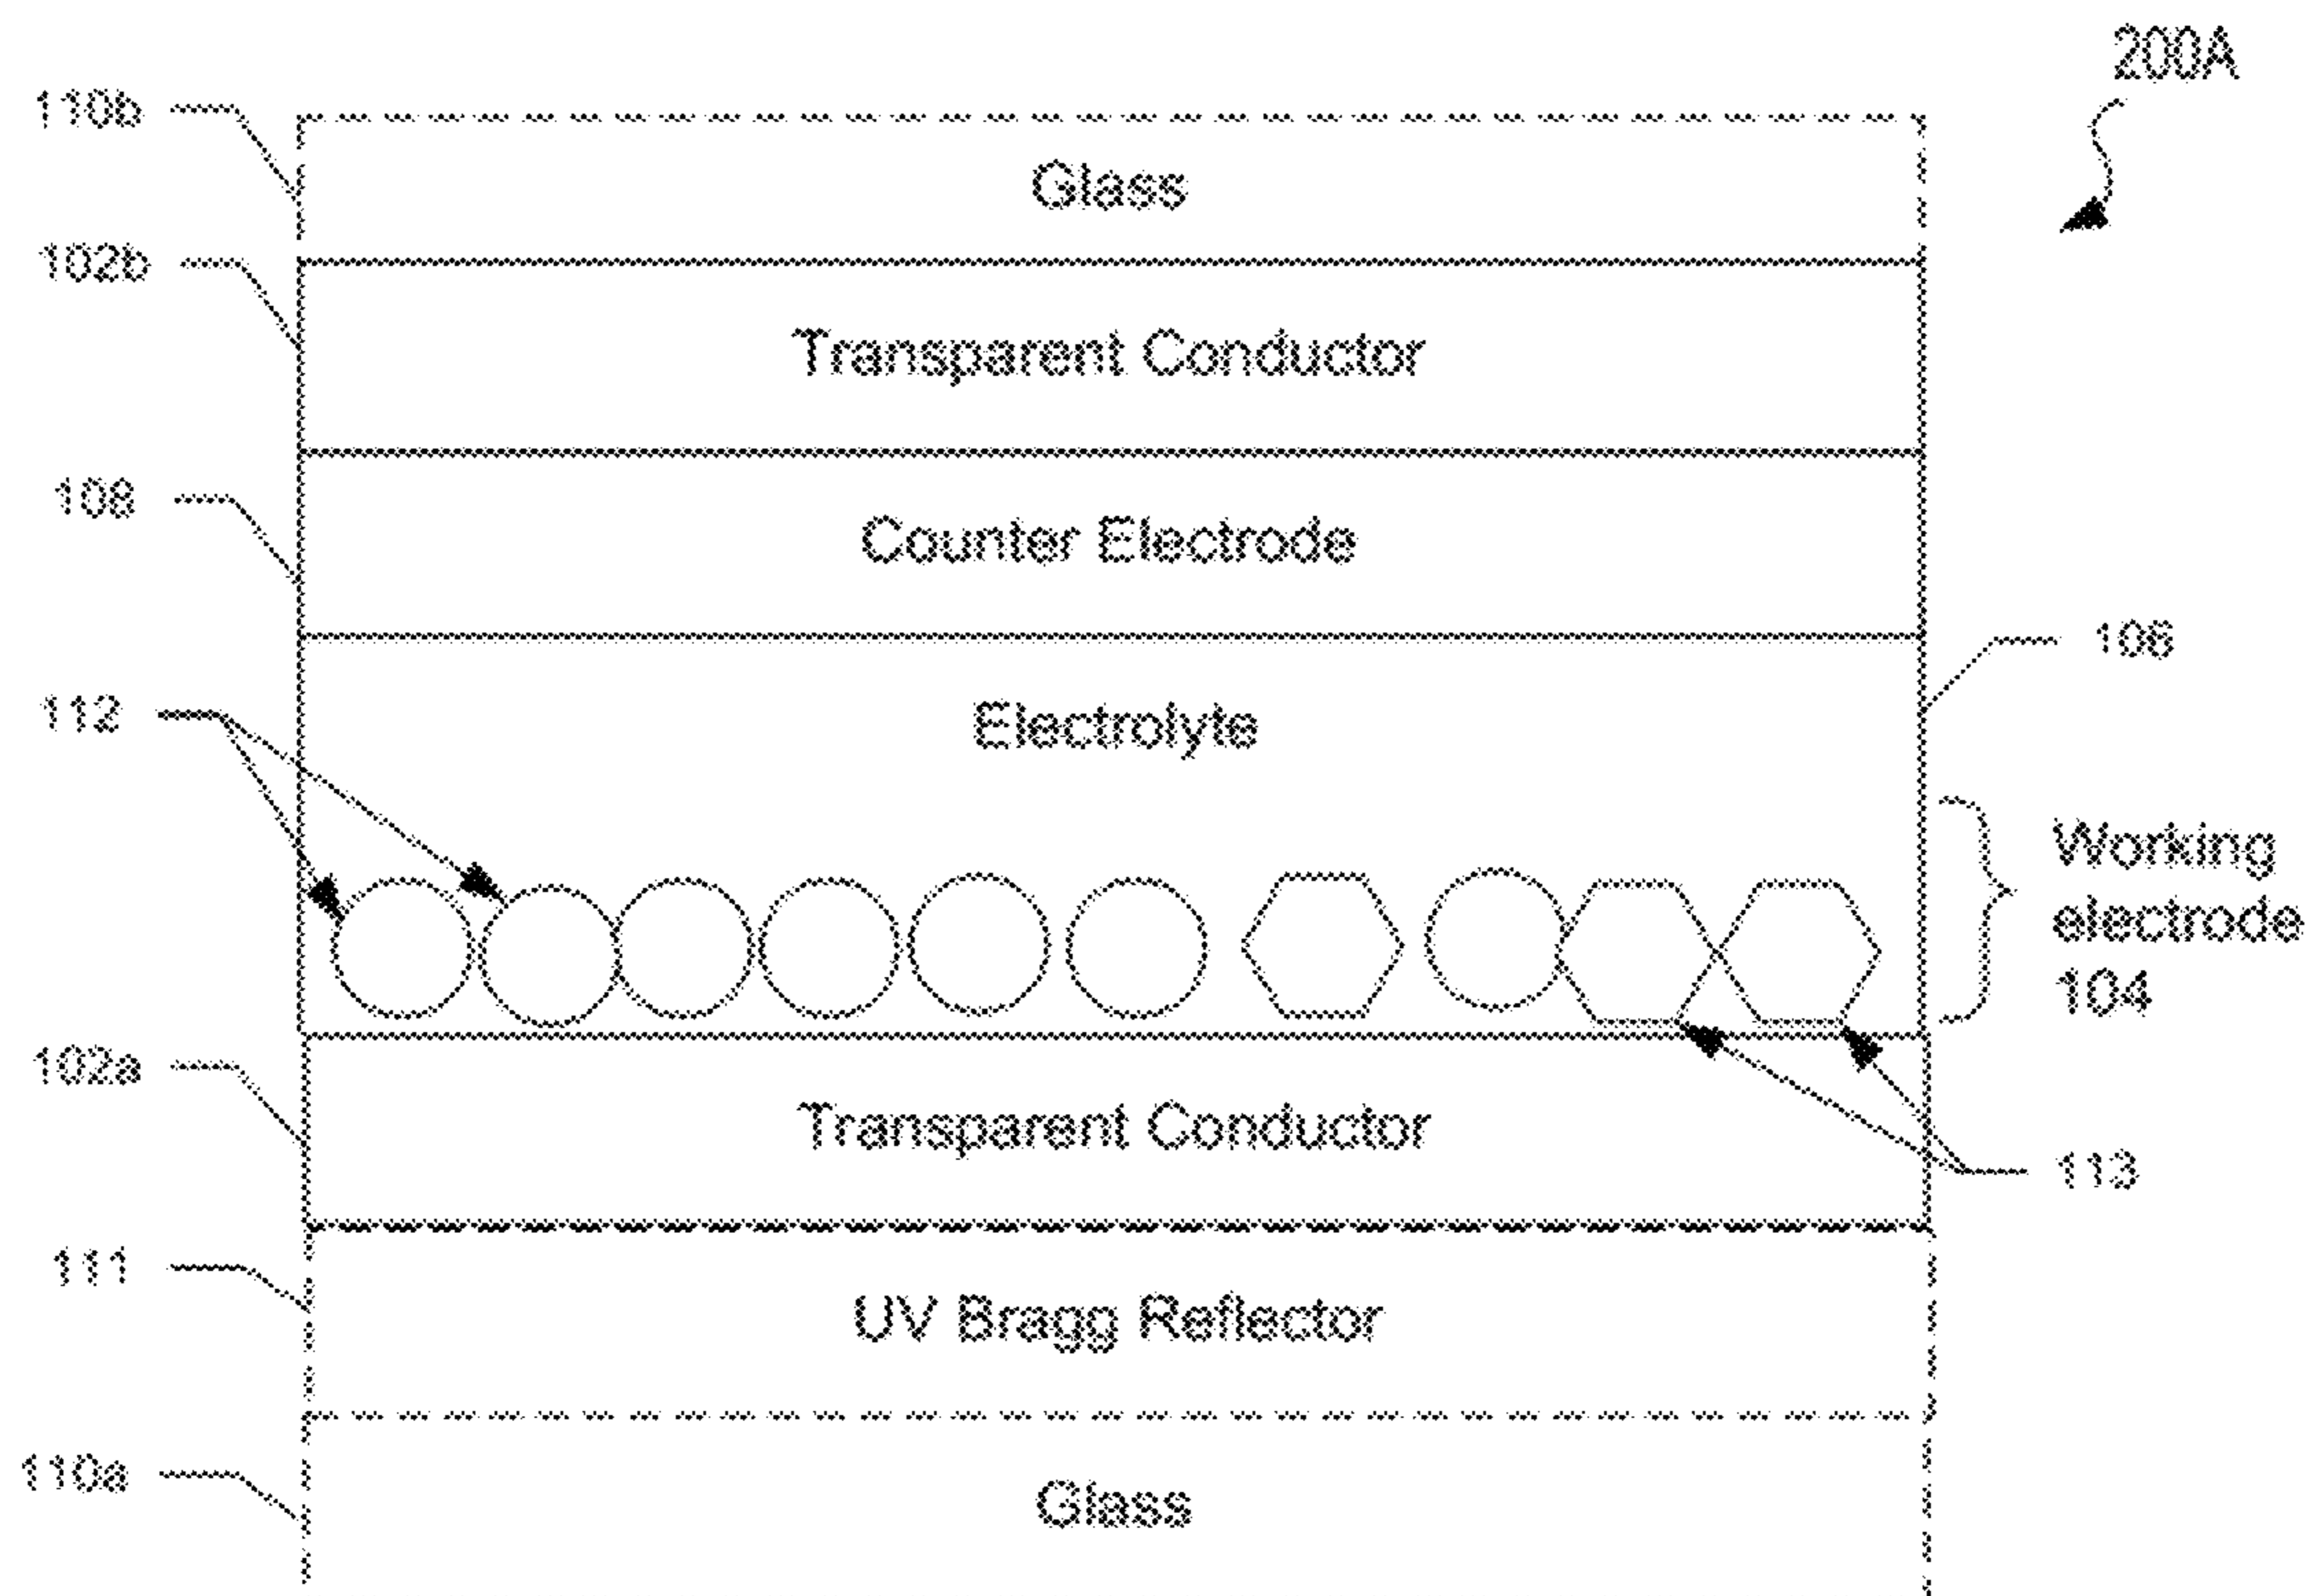 200A
110b
Glass
102b
Transparent Conductor
108
Counter Electrode
106
112
Electrolyte
Working
electrode
104
102a
Transparent Conductor
113
111
UV Bragg Reflector
110a
Glass